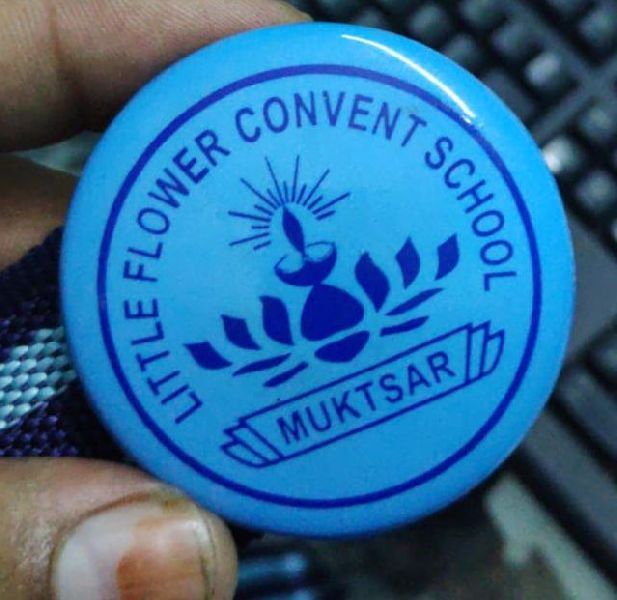 LITTLE FLOWER CONVENT SCHOOL
MUKTSAR